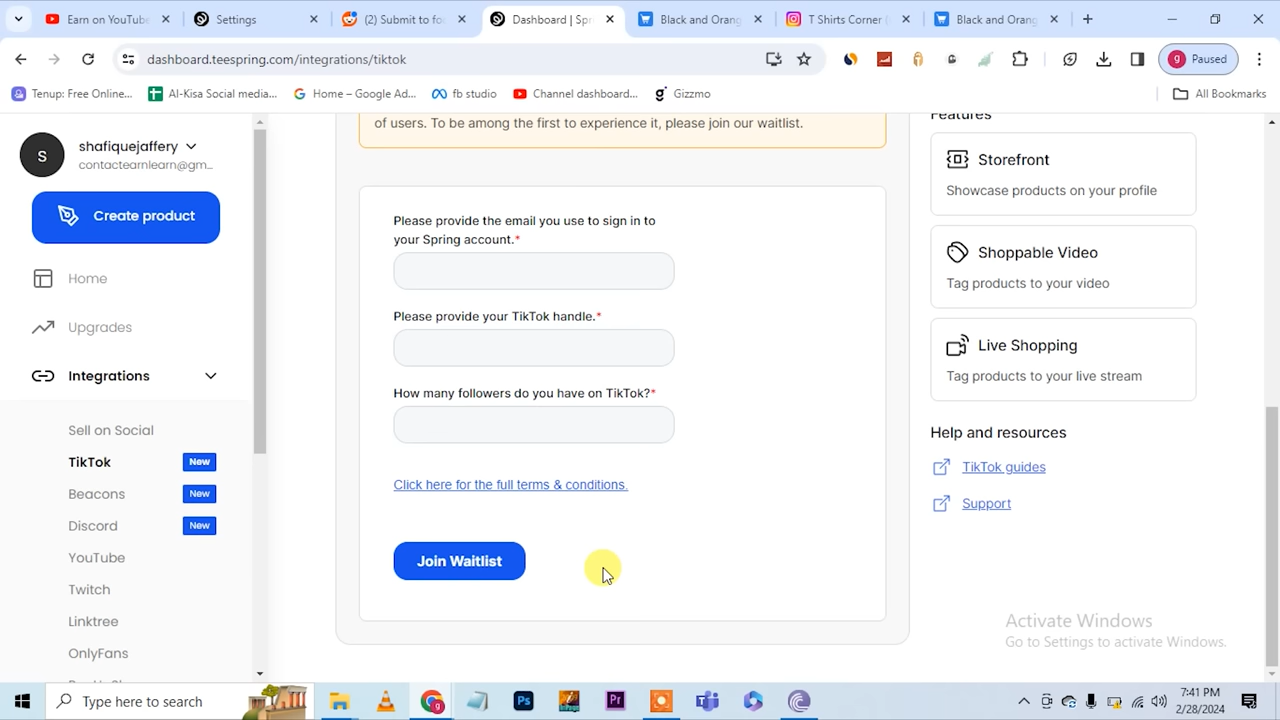 Earn on YouTube
Settings
(2) Submit to fo
Dashboard | Spr
Black and Orang
T Shirts Corner (
Black and Orang
dashboard.teespring.com/integrations/tiktok
g Paused
Tenup: Free Online...
Al-Kisa Social media...
Home – Google Ad...
fb studio
Channel dashboard...
Gizzmo
All Bookmarks
S
shafiquejaffery
contactearnlearn@gm...
Create product
Home
Upgrades
Integrations
Sell on Social
TikTok New
Beacons New
Discord New
YouTube
Twitch
Linktree
OnlyFans
of users. To be among the first to experience it, please join our waitlist.
Please provide the email you use to sign in to
your Spring account.*
Please provide your TikTok handle.*
How many followers do you have on TikTok?*
Click here for the full terms & conditions.
Join Waitlist
Features
Storefront
Showcase products on your profile
Shoppable Video
Tag products to your video
Live Shopping
Tag products to your live stream
Help and resources
TikTok guides
Support
Activate Windows
Go to Settings to activate Windows.
Type here to search
7:41 PM
2/28/2024